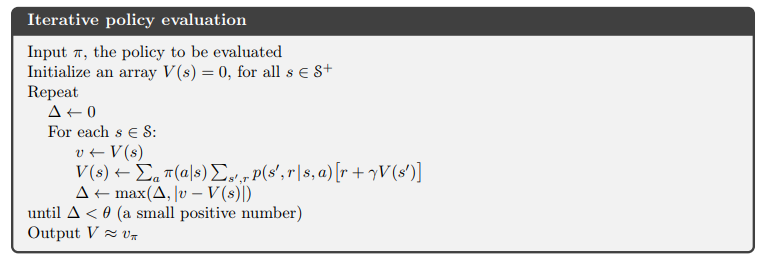 Iterative policy evaluation
Input π, the policy to be evaluated
Initialize an array V(s) = 0, for all s ∈ 𝒮⁺
Repeat
Δ ← 0
For each s ∈ 𝒮:
v ← V(s)
V(s) ← ∑ₐ π(a|s) ∑ₛ′,ᵣ p(s′, r|s, a)[r + γV(s′)]
Δ ← max(Δ, |v − V(s)|)
until Δ < θ (a small positive number)
Output V ≈ v_π